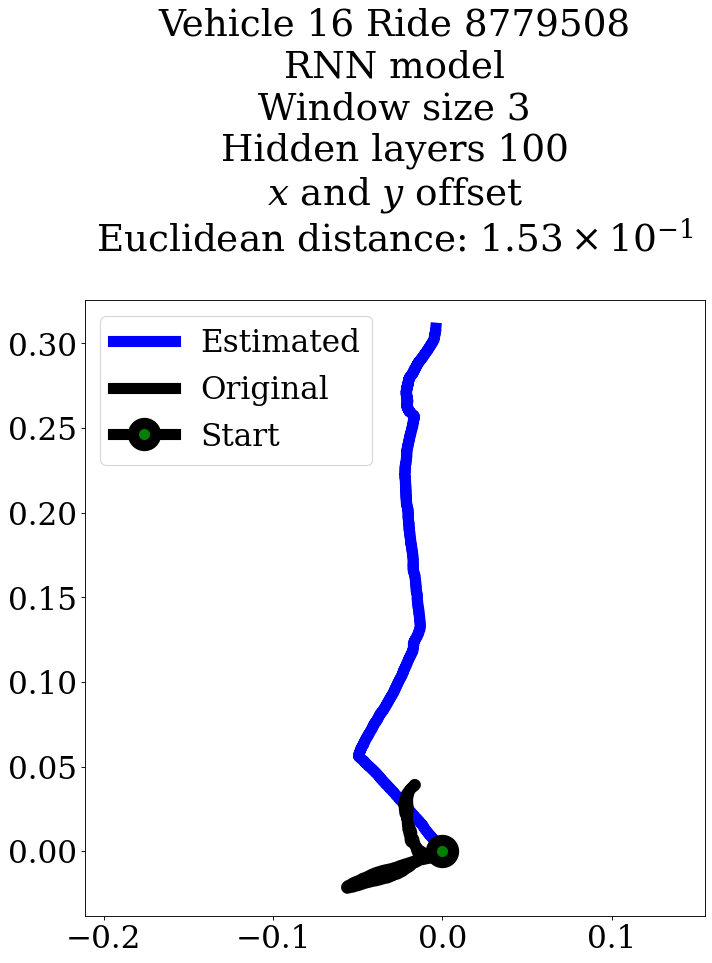 Vehicle 16 Ride 8779508
RNN model
Window size 3
Hidden layers 100
x and y offset
Euclidean distance: 1.53 × 10⁻¹
Estimated
Original
Start
0.30
0.25
0.20
0.15
0.10
0.05
0.00
−0.2 −0.1 0.0 0.1